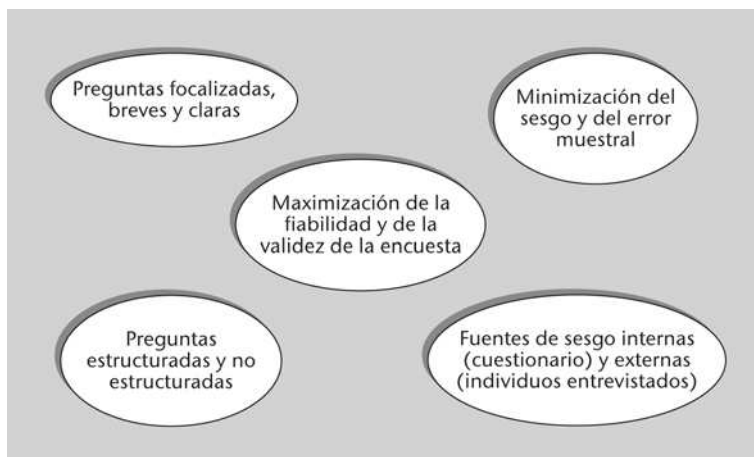 Preguntas focalizadas,
breves y claras
Minimización del
sesgo y del error
muestral
Maximización de la
fiabilidad y de la
validez de la encuesta
Preguntas
estructuradas y no
estructuradas
Fuentes de sesgo internas
(cuestionario) y externas
(individuos entrevistados)